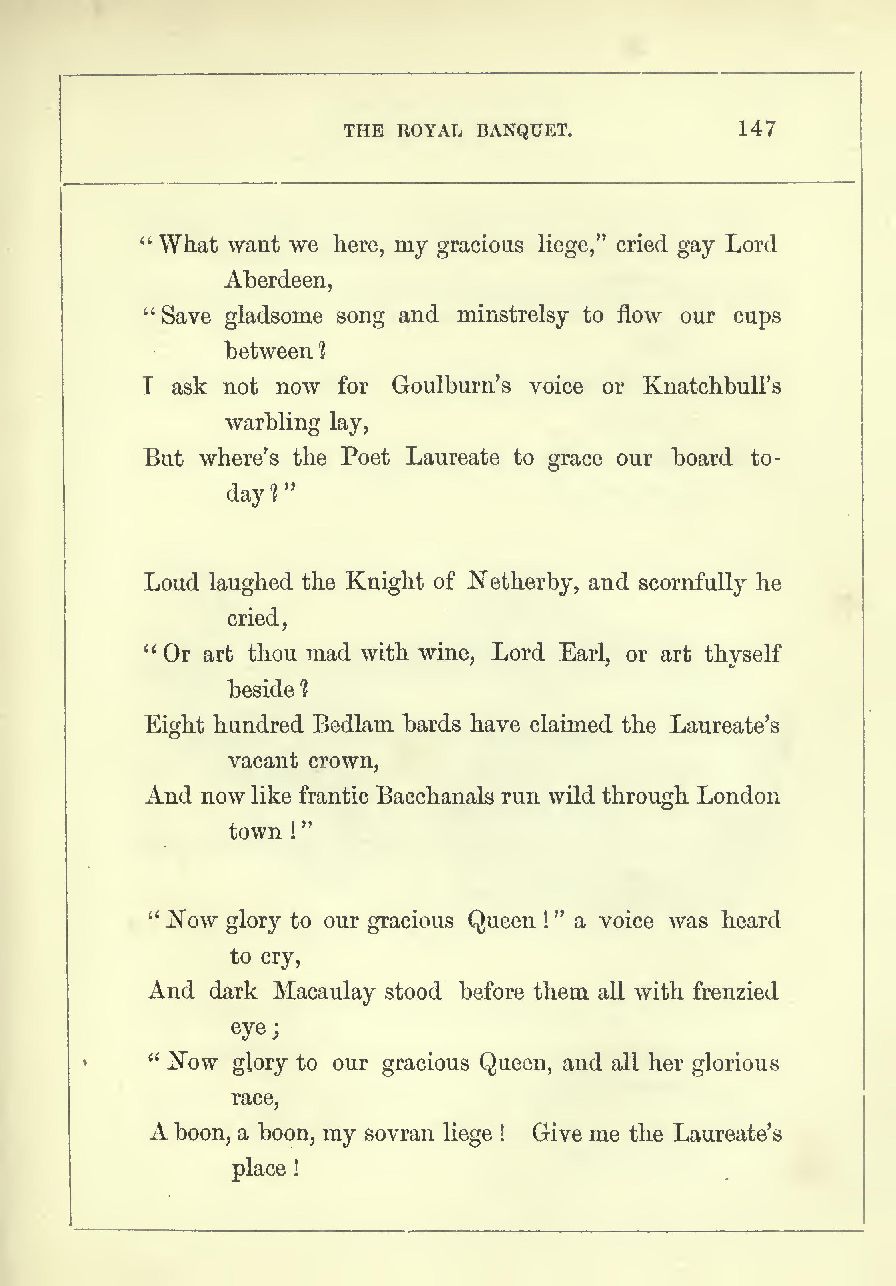 THE ROYAL BANQUET. 147
“ What want we here, my gracious liege,” cried gay Lord
Aberdeen,
“ Save gladsome song and minstrelsy to flow our cups
between ?
I ask not now for Goulburn’s voice or Knatchbull’s
warbling lay,
But where’s the Poet Laureate to grace our board to-
day ? ”
Loud laughed the Knight of Netherby, and scornfully he
cried,
“ Or art thou mad with wine, Lord Earl, or art thyself
beside ?
Eight hundred Bedlam bards have claimed the Laureate’s
vacant crown,
And now like frantic Bacchanals run wild through London
town ! ”
“ Now glory to our gracious Queen ! ” a voice was heard
to cry,
And dark Macaulay stood before them all with frenzied
eye ;
“ Now glory to our gracious Queen, and all her glorious
race,
A boon, a boon, my sovran liege ! Give me the Laureate’s
place !